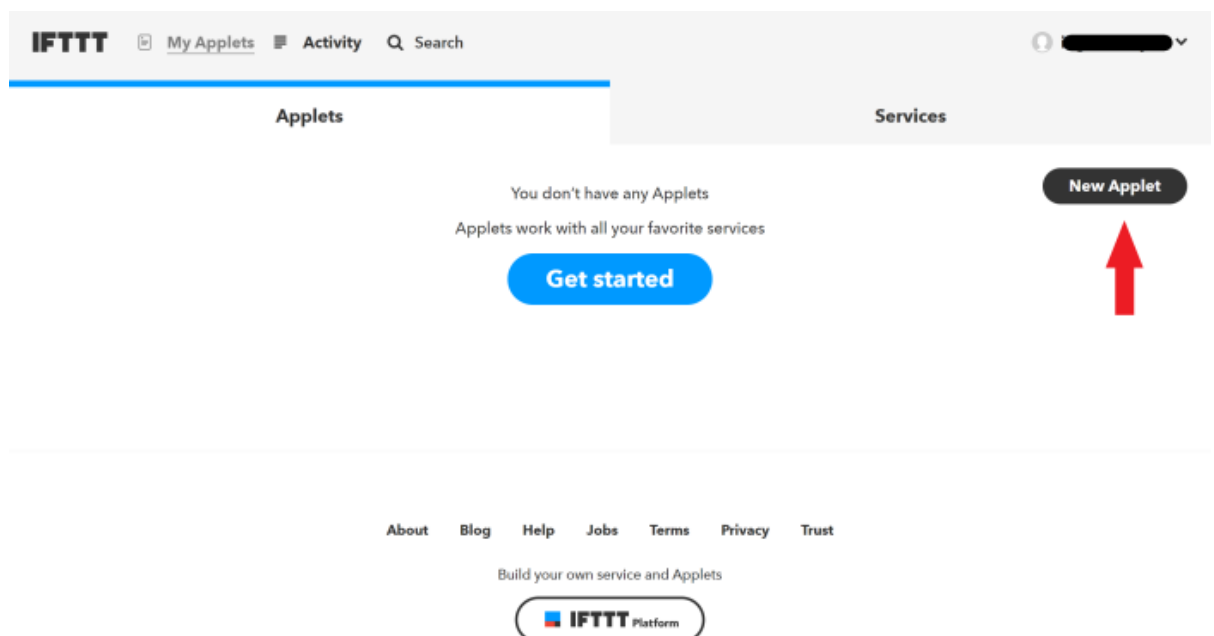 IFTTT My Applets Activity Search
Applets Services
New Applet
You don't have any Applets
Applets work with all your favorite services
Get started
About Blog Help Jobs Terms Privacy Trust
Build your own service and Applets
IFTTT Platform